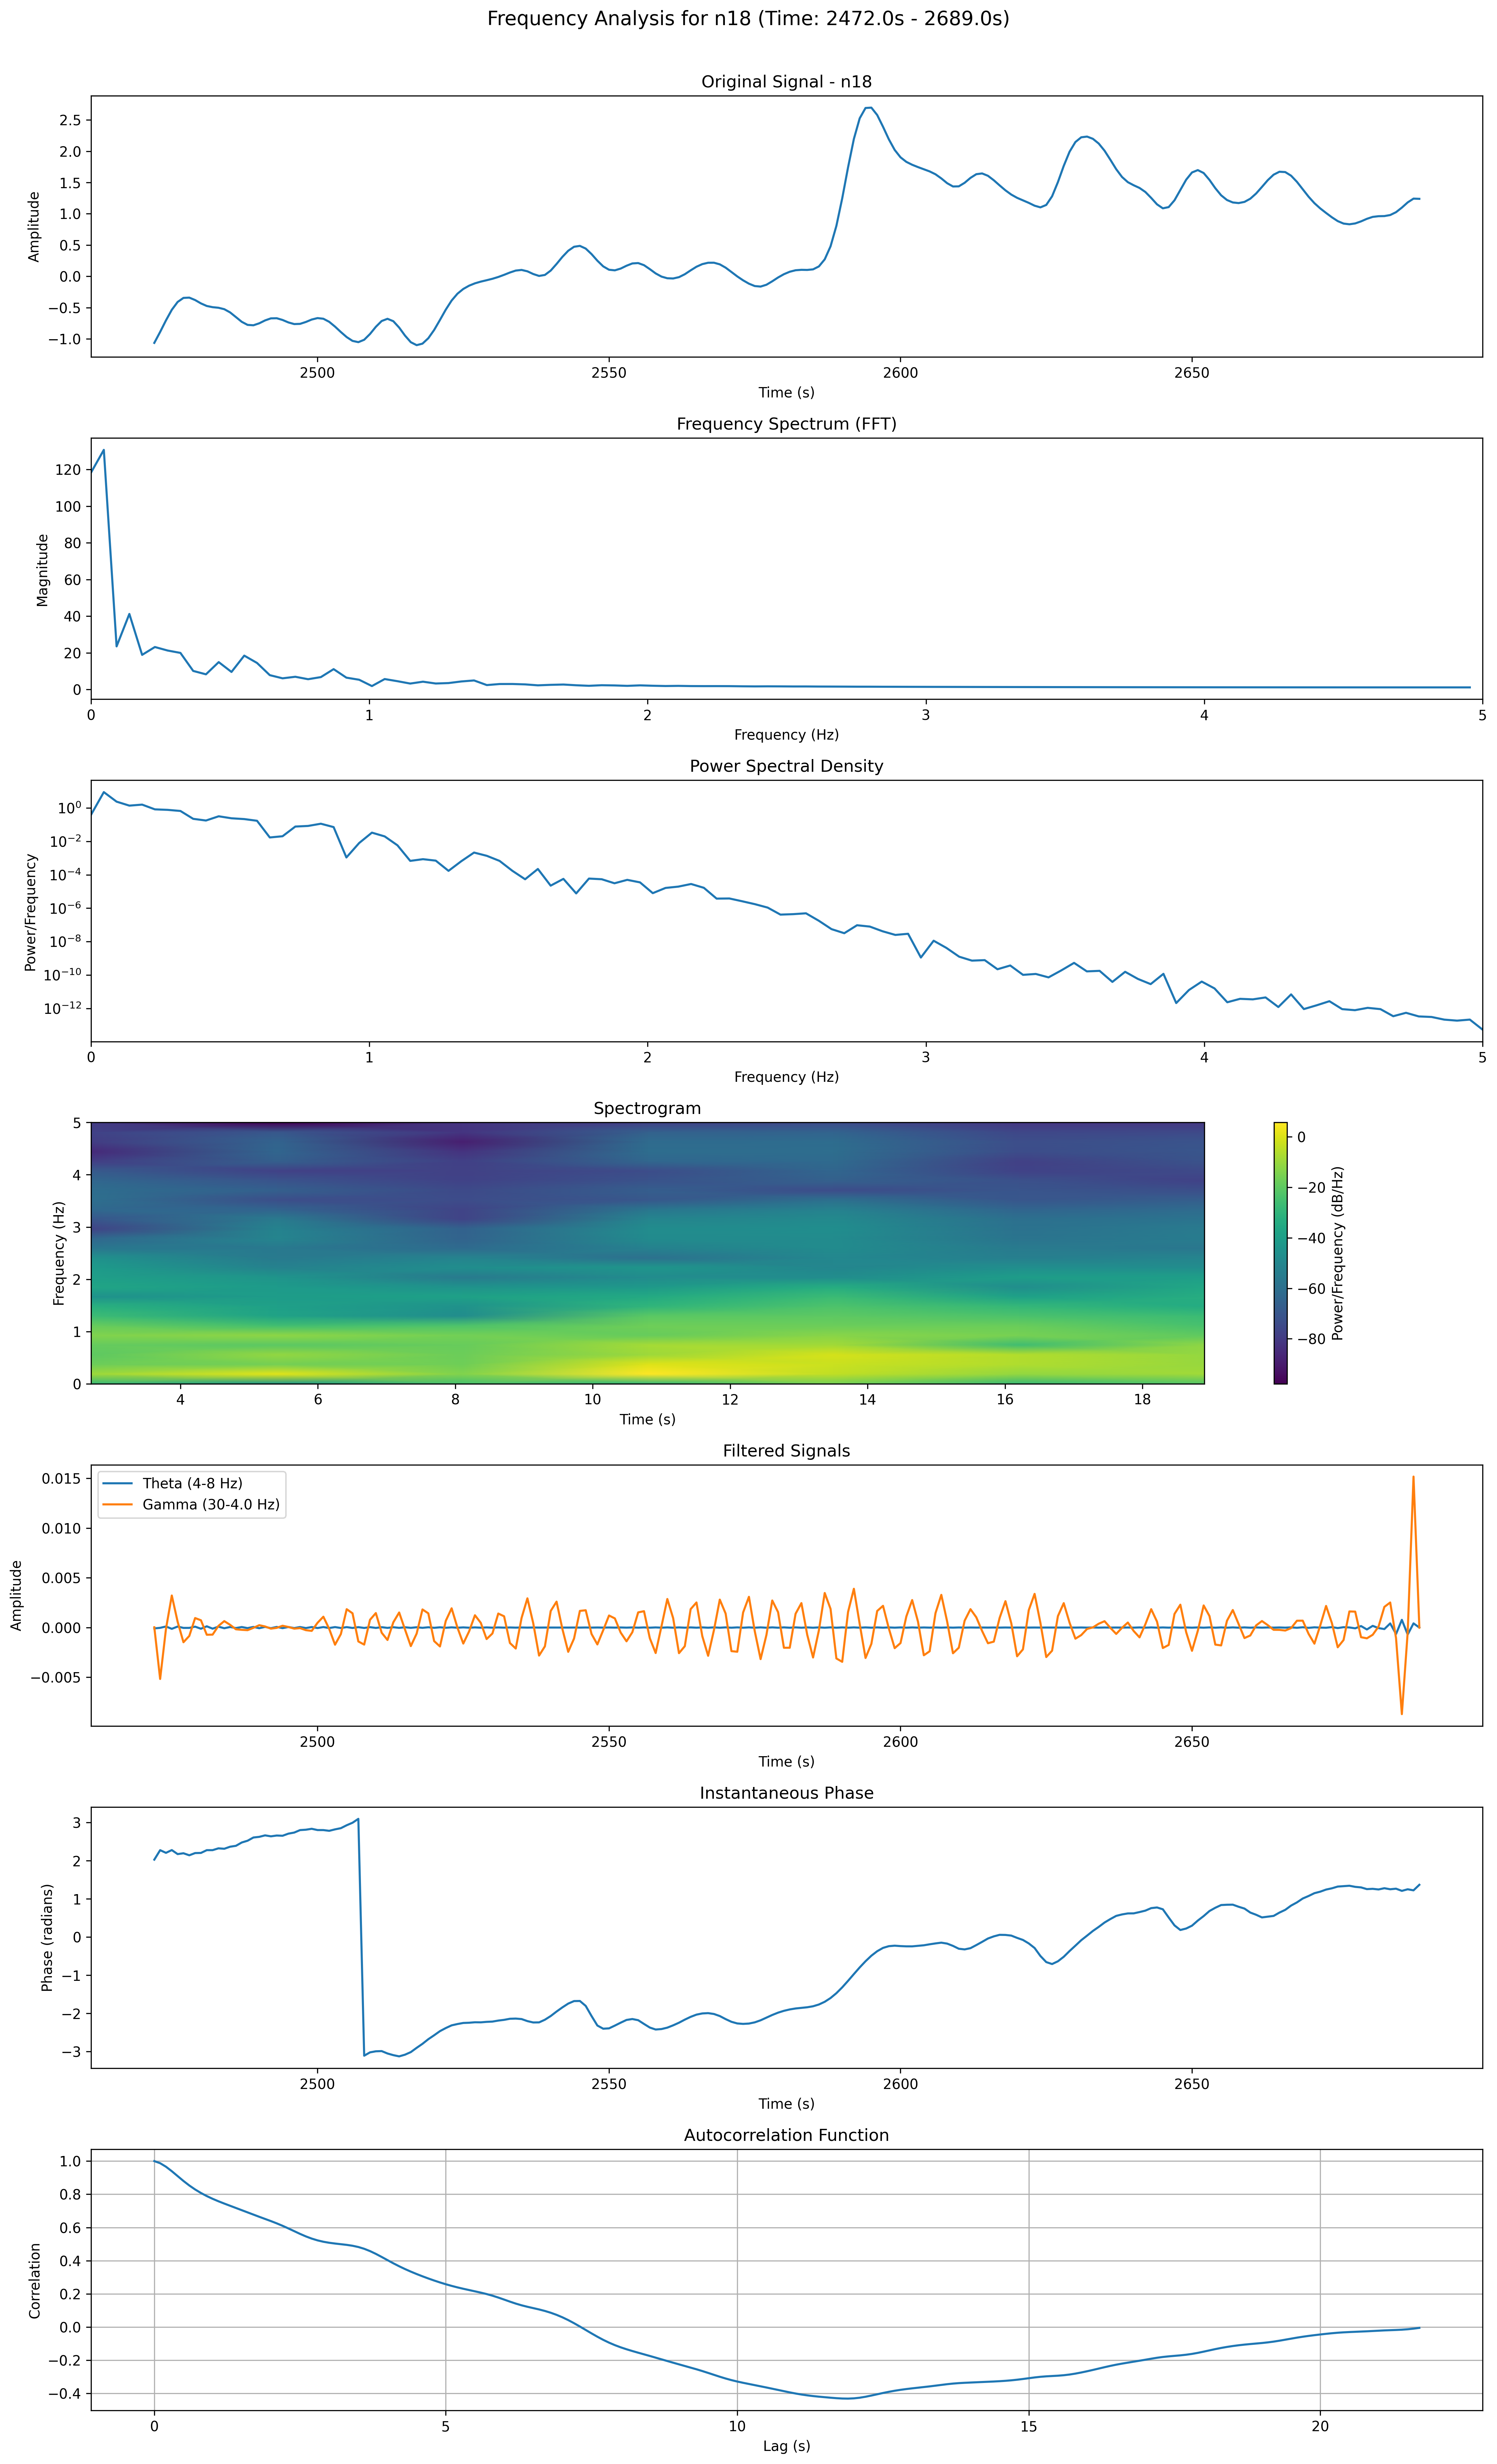 Frequency Analysis for n18 (Time: 2472.0s - 2689.0s)
Original Signal - n18
Amplitude
2.5
2.0
1.5
1.0
0.5
0.0
−0.5
−1.0
2500 2550 2600 2650
Time (s)
Frequency Spectrum (FFT)
Magnitude
120
100
80
60
40
20
0
0 1 2 3 4 5
Frequency (Hz)
Power Spectral Density
Power/Frequency
10⁰
10⁻²
10⁻⁴
10⁻⁶
10⁻⁸
10⁻¹⁰
10⁻¹²
0 1 2 3 4 5
Frequency (Hz)
Spectrogram
Frequency (Hz)
5
4
3
2
1
0
4 6 8 10 12 14 16 18
Time (s)
0
−20
−40
−60
−80
Power/Frequency (dB/Hz)
Filtered Signals
Theta (4-8 Hz)
Gamma (30-4.0 Hz)
Amplitude
0.015
0.010
0.005
0.000
−0.005
2500 2550 2600 2650
Time (s)
Instantaneous Phase
Phase (radians)
3
2
1
0
−1
−2
−3
2500 2550 2600 2650
Time (s)
Autocorrelation Function
Correlation
1.0
0.8
0.6
0.4
0.2
0.0
−0.2
−0.4
0 5 10 15 20
Lag (s)